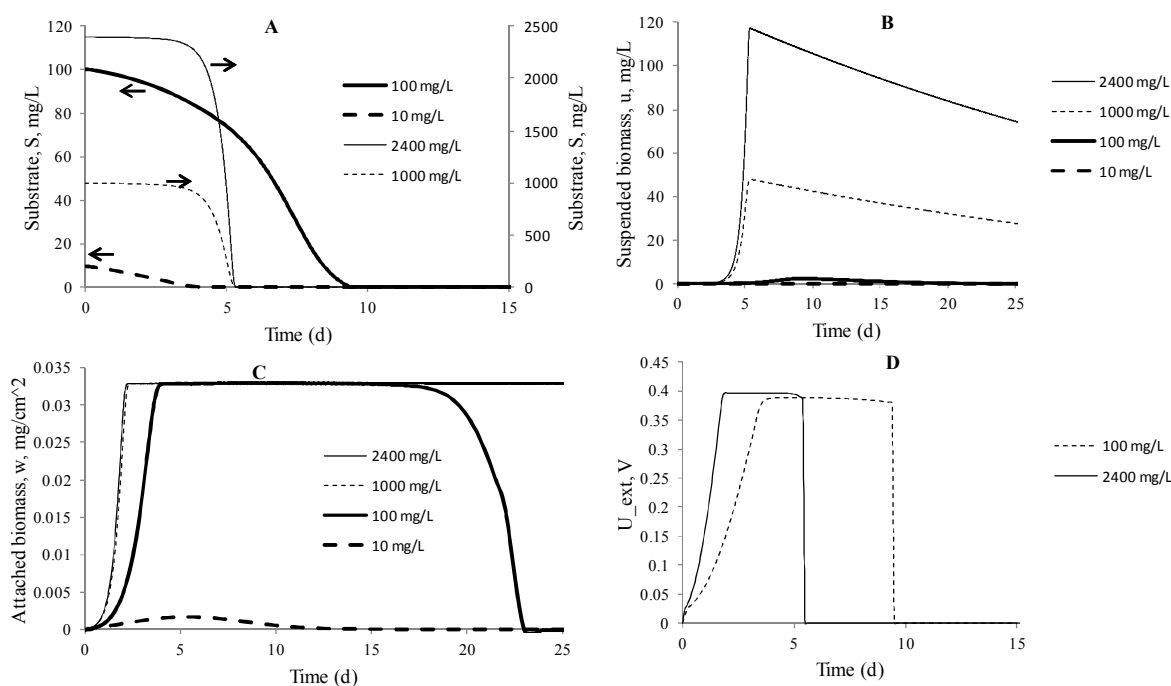 A
Substrate, S, mg/L
120
100
80
60
40
20
0
0
5
10
15
Time (d)
2500
2000
1500
1000
500
0
Substrate, S, mg/L
100 mg/L
10 mg/L
2400 mg/L
1000 mg/L
B
Suspended biomass, u, mg/L
120
100
80
60
40
20
0
0
5
10
15
20
25
Time (d)
2400 mg/L
1000 mg/L
100 mg/L
10 mg/L
C
Attached biomass, w, mg/cm^2
0.035
0.03
0.025
0.02
0.015
0.01
0.005
0
0
5
10
15
20
25
Time (d)
2400 mg/L
1000 mg/L
100 mg/L
10 mg/L
D
U_ext, V
0.45
0.4
0.35
0.3
0.25
0.2
0.15
0.1
0.05
0
0
5
10
15
Time (d)
100 mg/L
2400 mg/L